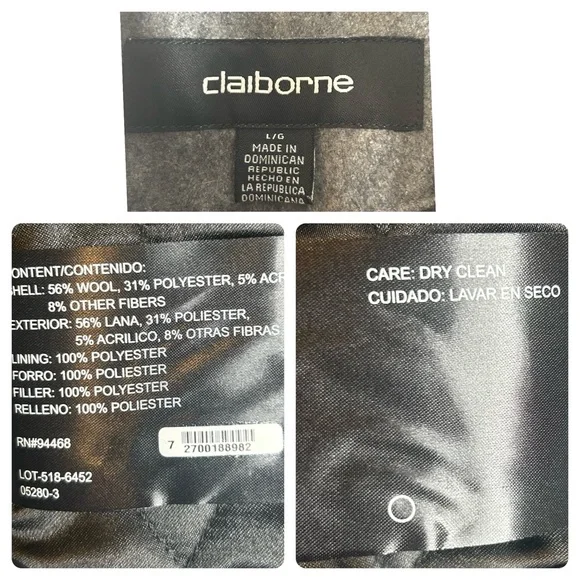 claiborne
L/G
MADE IN
DOMINICAN
REPUBLIC
HECHO EN
LA REPUBLICA
DOMINICANA
ONTENT/CONTENIDO:
HELL: 56% WOOL, 31% POLYESTER, 5% ACR
8% OTHER FIBERS
EXTERIOR: 56% LANA, 31% POLIESTER,
5% ACRILICO, 8% OTRAS FIBRAS
LINING: 100% POLYESTER
FORRO: 100% POLIESTER
FILLER: 100% POLYESTER
RELLENO: 100% POLIESTER
RN#94468
7 2700188982
LOT-518-6452
05280-3
CARE: DRY CLEAN
CUIDADO: LAVAR EN SECO